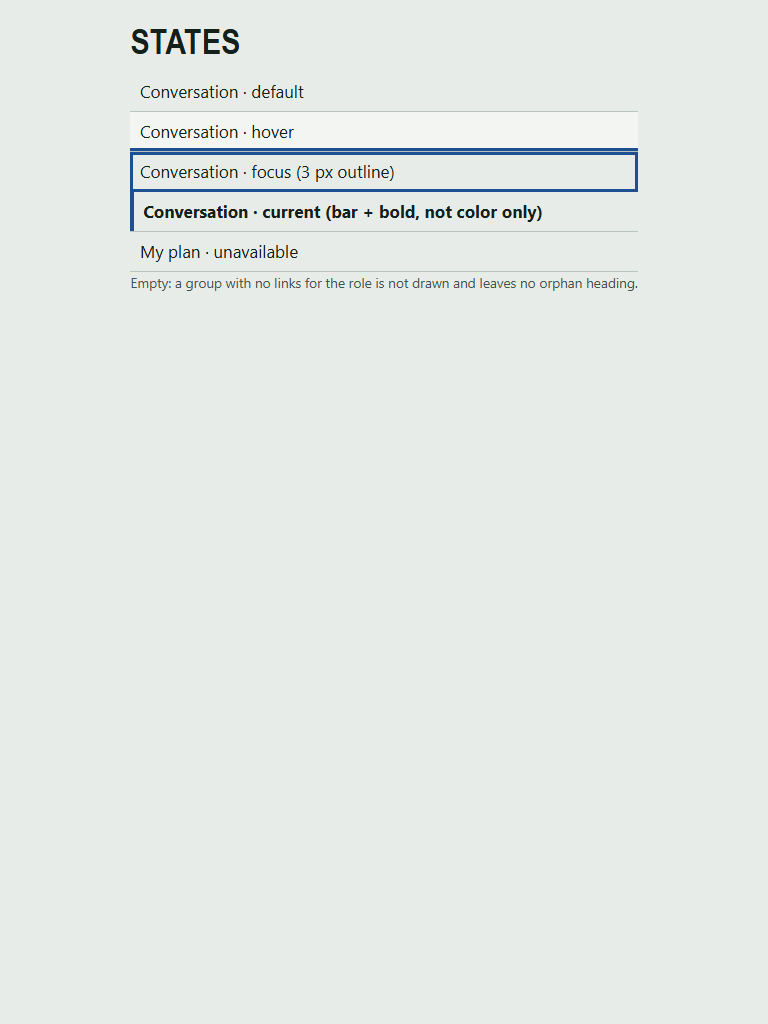 STATES
Conversation · default
Conversation · hover
Conversation · focus (3 px outline)
Conversation · current (bar + bold, not color only)
My plan · unavailable
Empty: a group with no links for the role is not drawn and leaves no orphan heading.